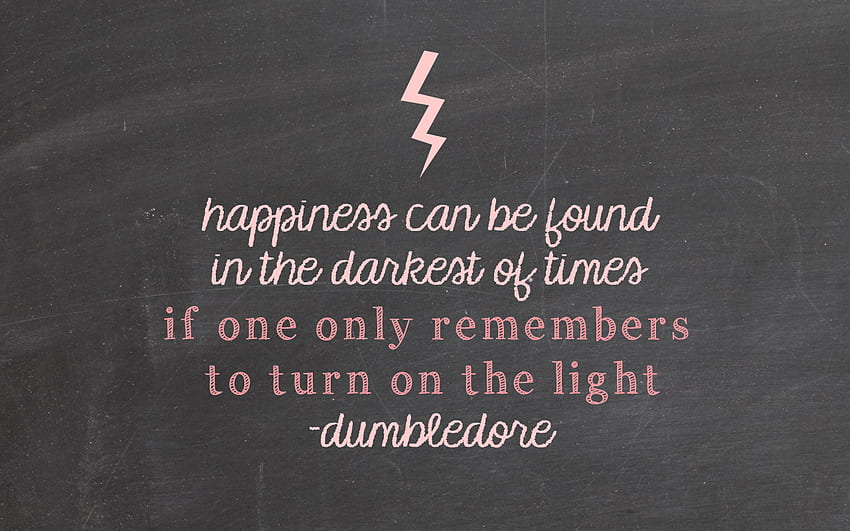 happiness can be found
in the darkest of times
if one only remembers
to turn on the light
-dumbledore